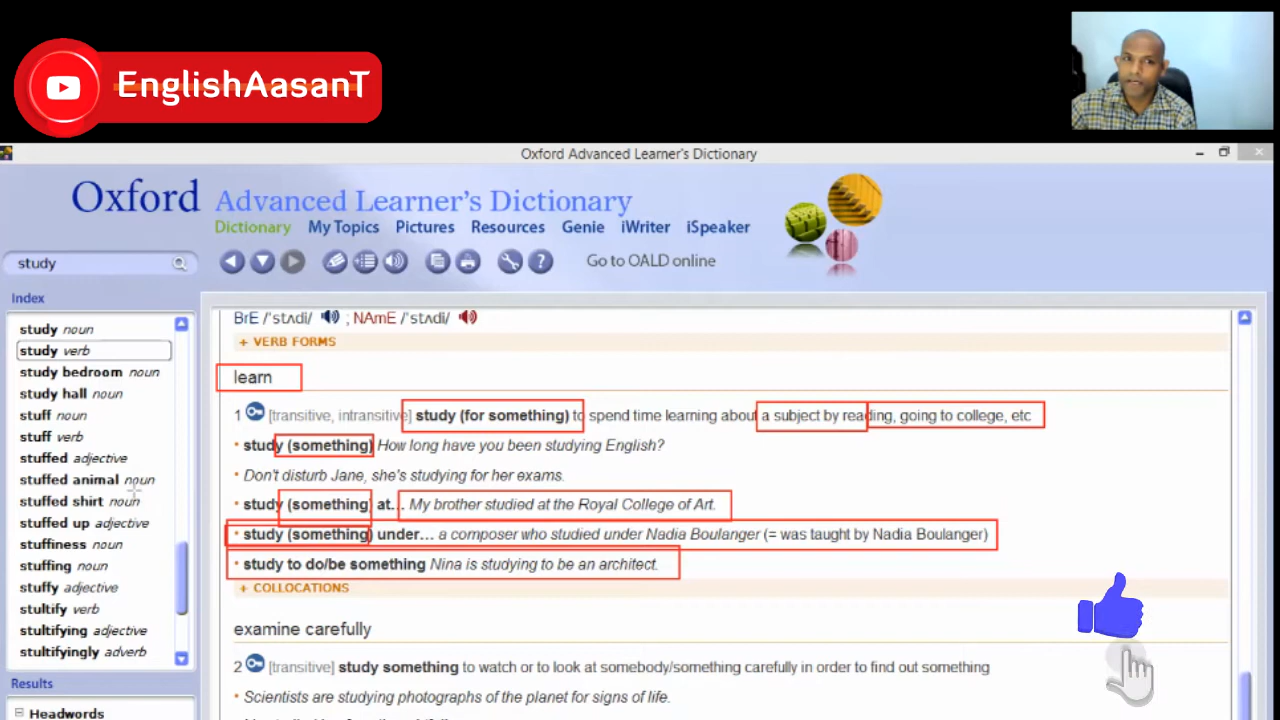 EnglishAasanT
Oxford Advanced Learner's Dictionary
Oxford Advanced Learner's Dictionary
Dictionary My Topics Pictures Resources Genie iWriter iSpeaker
study
Go to OALD online
Index
study noun
study verb
study bedroom noun
study hall noun
stuff noun
stuff verb
stuffed adjective
stuffed animal noun
stuffed shirt noun
stuffed up adjective
stuffiness noun
stuffing noun
stuffy adjective
stultify verb
stultifying adjective
stultifyingly adverb
Results
Headwords
BrE /ˈstʌdi/ ; NAmE /ˈstʌdi/
+ VERB FORMS
learn
1 [transitive, intransitive] study (for something) to spend time learning about a subject by reading, going to college, etc
• study (something) How long have you been studying English?
• Don't disturb Jane, she's studying for her exams.
• study (something) at… My brother studied at the Royal College of Art.
• study (something) under… a composer who studied under Nadia Boulanger (= was taught by Nadia Boulanger)
• study to do/be something Nina is studying to be an architect.
+ COLLOCATIONS
examine carefully
2 [transitive] study something to watch or to look at somebody/something carefully in order to find out something
• Scientists are studying photographs of the planet for signs of life.